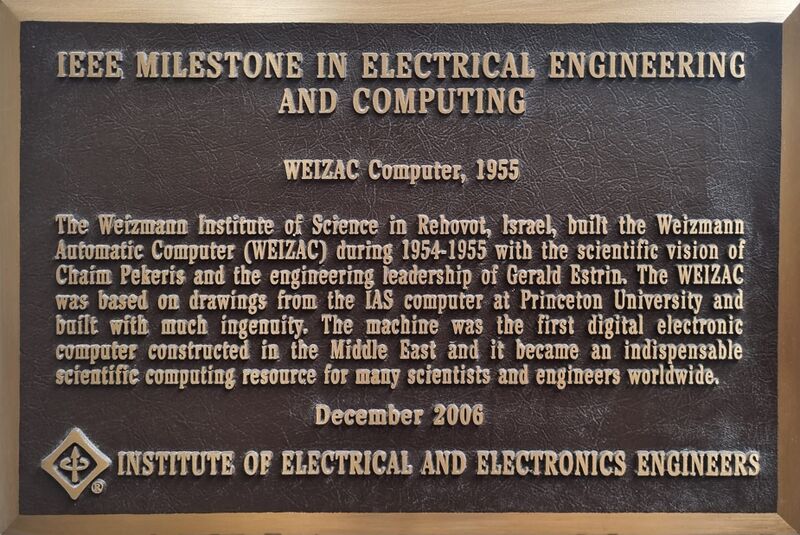 IEEE MILESTONE IN ELECTRICAL ENGINEERING
AND COMPUTING
WEIZAC Computer, 1955
The Weizmann Institute of Science in Rehovot, Israel, built the Weizmann
Automatic Computer (WEIZAC) during 1954-1955 with the scientific vision of
Chaim Pekeris and the engineering leadership of Gerald Estrin. The WEIZAC
was based on drawings from the IAS computer at Princeton University and
built with much ingenuity. The machine was the first digital electronic
computer constructed in the Middle East and it became an indispensable
scientific computing resource for many scientists and engineers worldwide.
December 2006
® INSTITUTE OF ELECTRICAL AND ELECTRONICS ENGINEERS